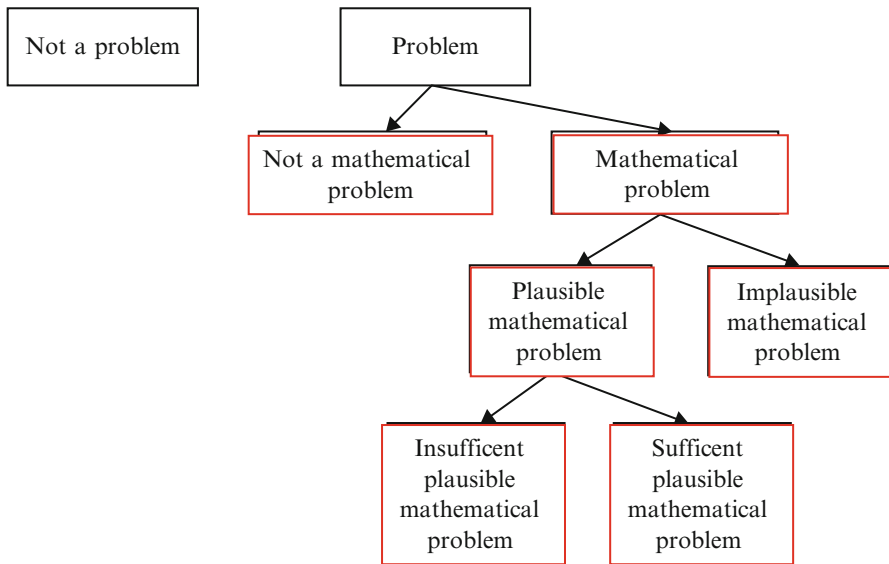 Not a problem
Problem
Not a mathematical
problem
Mathematical
problem
Plausible
mathematical
problem
Implausible
mathematical
problem
Insufficent
plausible
mathematical
problem
Sufficent
plausible
mathematical
problem